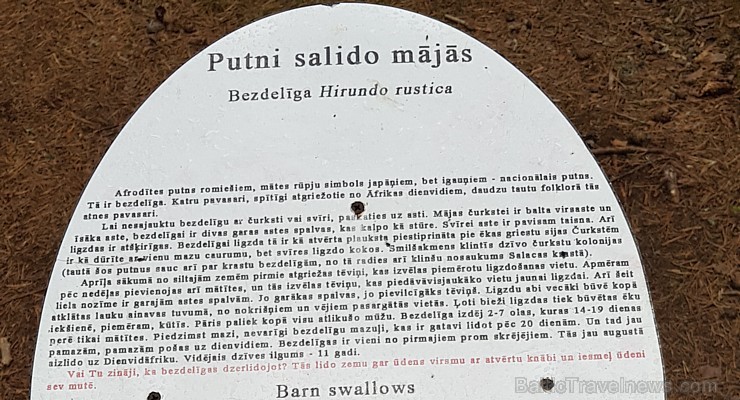 Putni salido mājās
Bezdelīga Hirundo rustica
Afrodītes putns romiešiem, mātes rūpju simbols japāņiem, bet igauņiem - nacionālais putns.
Tā ir bezdelīga. Katru pavasari, spītīgi atgriežotie no Āfrikas dienvidiem, daudzu tautu folklorā tās
atnes pavasari.
Lai nesajauktu bezdelīgu ar čurksti vai svīri, paskaties uz asti. Mājas čurkstei ir balta virsaste un
īsāka aste, bezdelīgai ir divas garas astes spalvas, kas kalpo kā stūre. Svīrei aste ir pavisam taisna. Arī
ligzdas ir atšķirīgas. Bezdelīgai ligzda tā ir kā atvērta plauksta piestiprināta pie ēkas griestu sijas Čurkstēm
ir kā dūrīte ar vienu mazu caurumu, bet svīres ligzdo kokos. Smilšakmens klintīs dzīvo čurkstu kolonijas
(tautā šos putnus sauc arī par krastu bezdelīgām, no tā radies arī klinšu nosaukums Salacas krastā).
Aprīļa sākumā no siltajām zemēm pirmie atgriežas tēviņi, kas izvēlas piemērotu ligzdošanas vietu. Apmēram
pēc nedēļas pievienojas arī mātītes, un tās izvēlas tēviņu, kas piedāvāvisjaukāko vietu jaunai ligzdai. Arī šeit
liela nozīme ir garajām astes spalvām. Jo garākas spalvas, jo pievilcīgāks tēviņš. Ligzdu abi vecāki būvē kopā
atklātas lauku ainavas tuvumā, no nokrišņiem un vējiem pasargātās vietās. Ļoti bieži ligzdas tiek būvētas ēku
iekšienē, piemēram, kūtīs. Pāris paliek kopā visu atlikušo mūžu. Bezdelīga izdēj 2-7 olas, kuras 14-19 dienas
perē tikai mātītes. Piedzimst mazi, nevarīgi bezdelīgu mazuļi, kas ir gatavi lidot pēc 20 dienām. Un tad jau
pamazām, pamazām pošas uz dienvidiem. Bezdelīgas ir vieni no pirmajiem prom skrējējiem. Tās jau augustā
aizlido uz Dienvidāfriku. Vidējais dzīves ilgums - 11 gadi.
Vai Tu zināji, ka bezdelīgas dzerlidojot? Tās lido zemu gar ūdens virsmu ar atvērtu knābi un iesmeļ ūdeni
sev mutē.
Barn swallows
BalticTravelnews.com